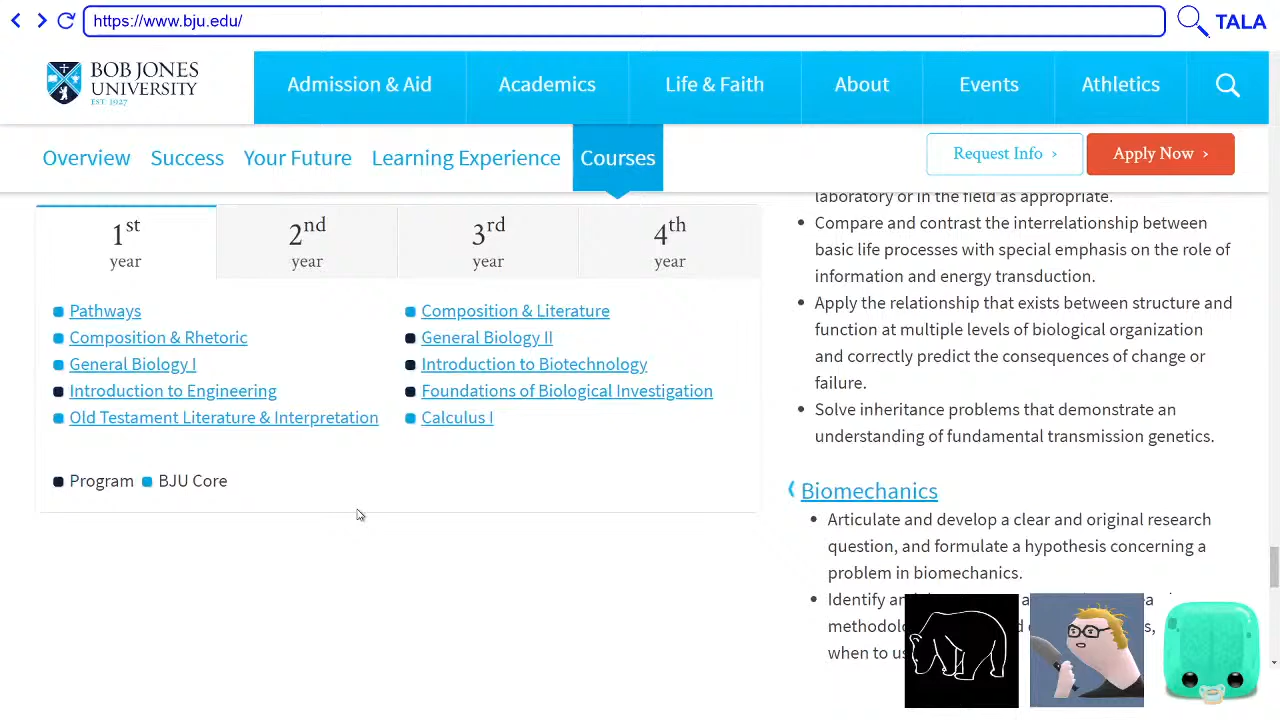 https://www.bju.edu/
TALA
BOB JONES
UNIVERSITY
EST. 1927
Admission & Aid
Academics
Life & Faith
About
Events
Athletics
Overview
Success
Your Future
Learning Experience
Courses
Request Info ›
Apply Now ›
1st
year
2nd
year
3rd
year
4th
year
Pathways
Composition & Rhetoric
General Biology I
Introduction to Engineering
Old Testament Literature & Interpretation
Composition & Literature
General Biology II
Introduction to Biotechnology
Foundations of Biological Investigation
Calculus I
Program
BJU Core
laboratory or in the field as appropriate.
Compare and contrast the interrelationship between
basic life processes with special emphasis on the role of
information and energy transduction.
Apply the relationship that exists between structure and
function at multiple levels of biological organization
and correctly predict the consequences of change or
failure.
Solve inheritance problems that demonstrate an
understanding of fundamental transmission genetics.
Biomechanics
Articulate and develop a clear and original research
question, and formulate a hypothesis concerning a
problem in biomechanics.
Identify
when to